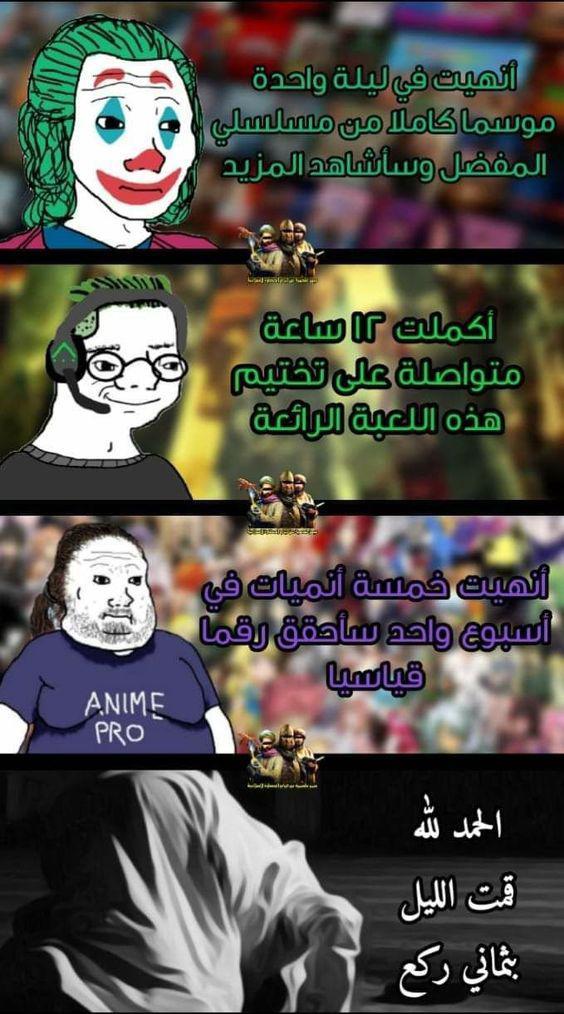 أنهيت في ليلة واحدة
موسما كاملا من مسلسلي
المفضل وسأشاهد المزيد
أكملت ١٢ ساعة
متواصلة على تختيم
هذه اللعبة الرائعة
أنهيت خمسة أنميات في
أسبوع واحد سأحقق رقما
قياسيا
ANIME
PRO
الحمد لله
قمت الليل
بثماني ركع